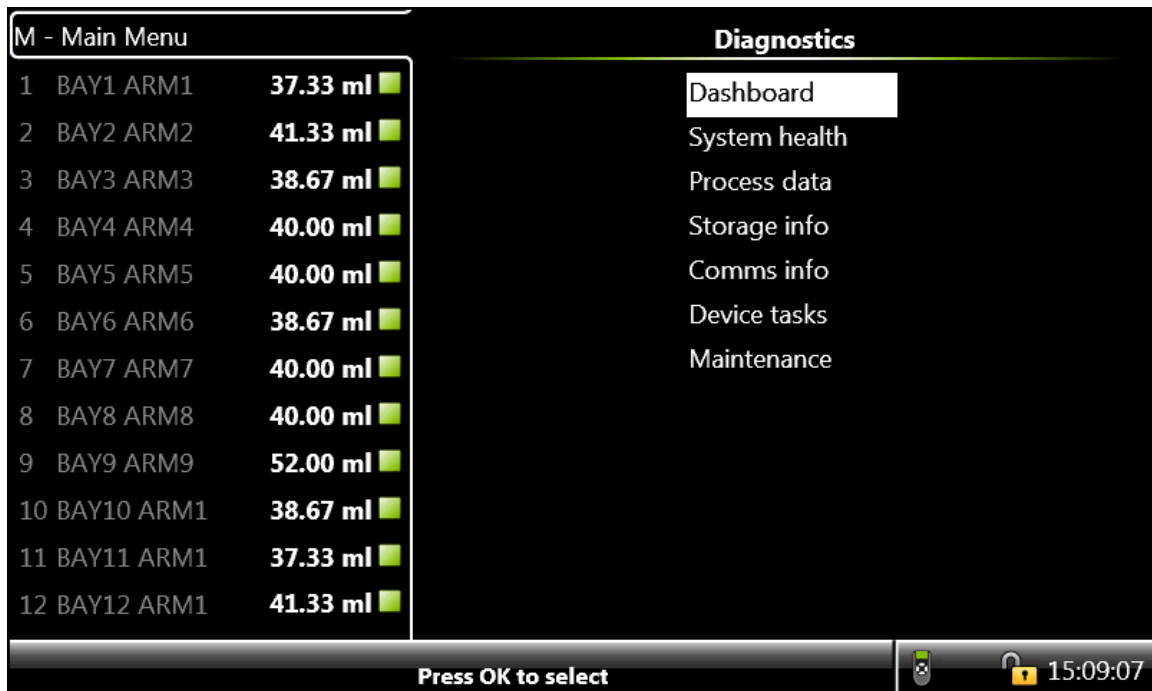 M - Main Menu
1 BAY1 ARM1 37.33 ml
2 BAY2 ARM2 41.33 ml
3 BAY3 ARM3 38.67 ml
4 BAY4 ARM4 40.00 ml
5 BAY5 ARM5 40.00 ml
6 BAY6 ARM6 38.67 ml
7 BAY7 ARM7 40.00 ml
8 BAY8 ARM8 40.00 ml
9 BAY9 ARM9 52.00 ml
10 BAY10 ARM1 38.67 ml
11 BAY11 ARM1 37.33 ml
12 BAY12 ARM1 41.33 ml
Diagnostics
Dashboard
System health
Process data
Storage info
Comms info
Device tasks
Maintenance
Press OK to select
15:09:07